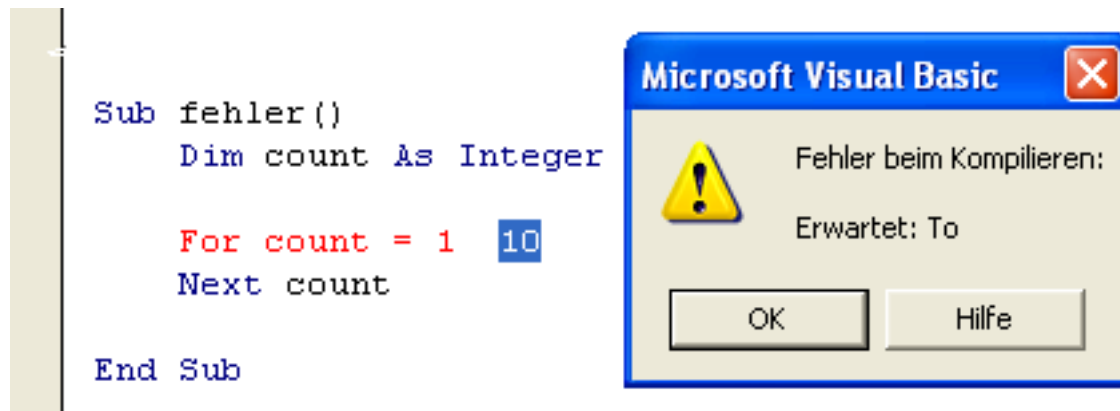 Sub fehler()
Dim count As Integer
For count = 1 10
Next count
End Sub
Microsoft Visual Basic
Fehler beim Kompilieren:
Erwartet: To
OK
Hilfe